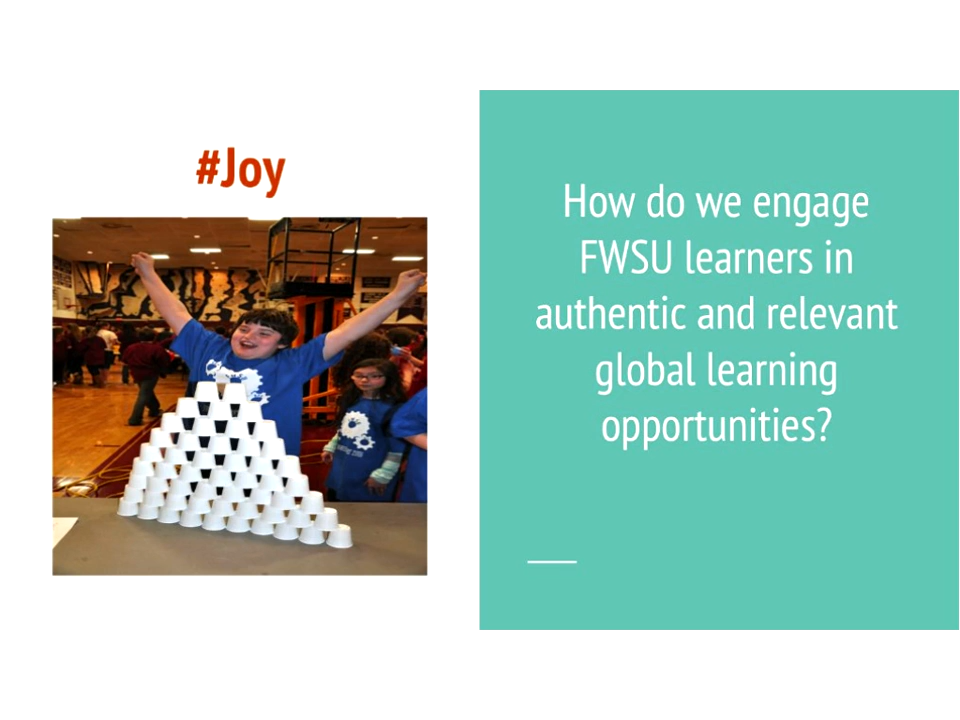 #Joy
How do we engage
FWSU learners in
authentic and relevant
global learning
opportunities?